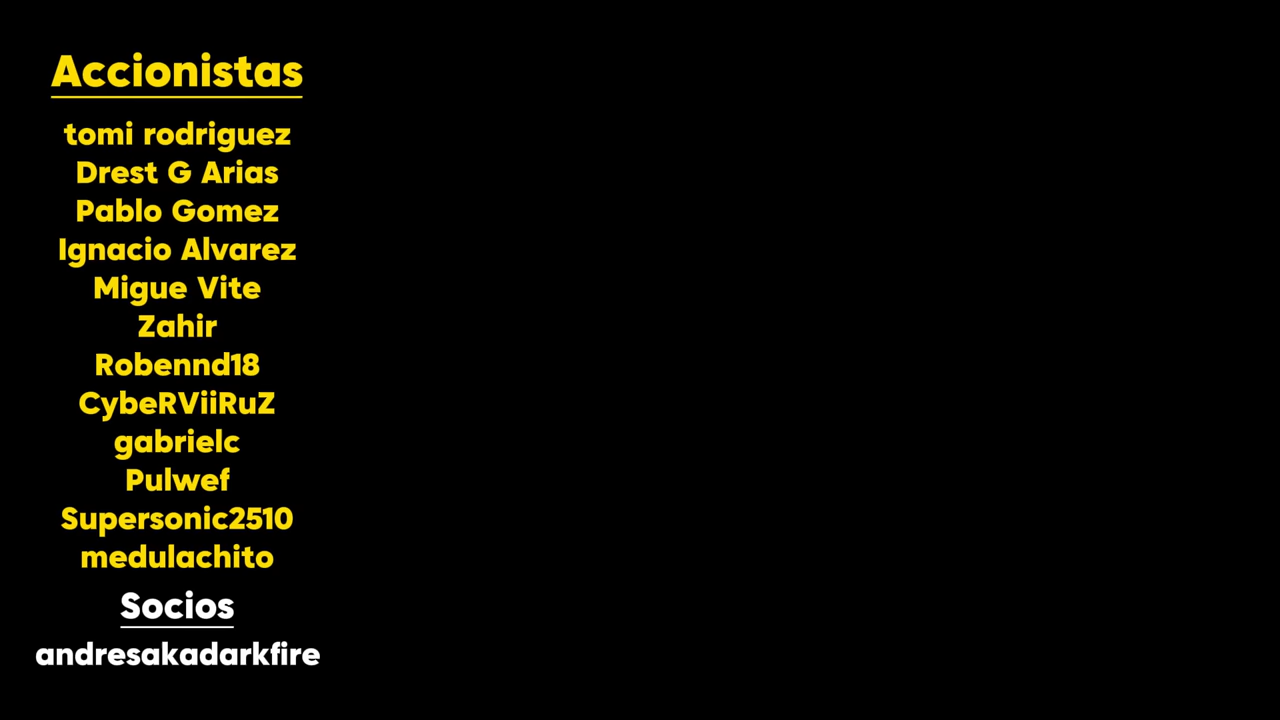 Accionistas
tomi rodriguez
Drest G Arias
Pablo Gomez
Ignacio Alvarez
Migue Vite
Zahir
Robennd18
CybeRViiRuZ
gabrielc
Pulwef
Supersonic2510
medulachito
Socios
andresakadarkfire